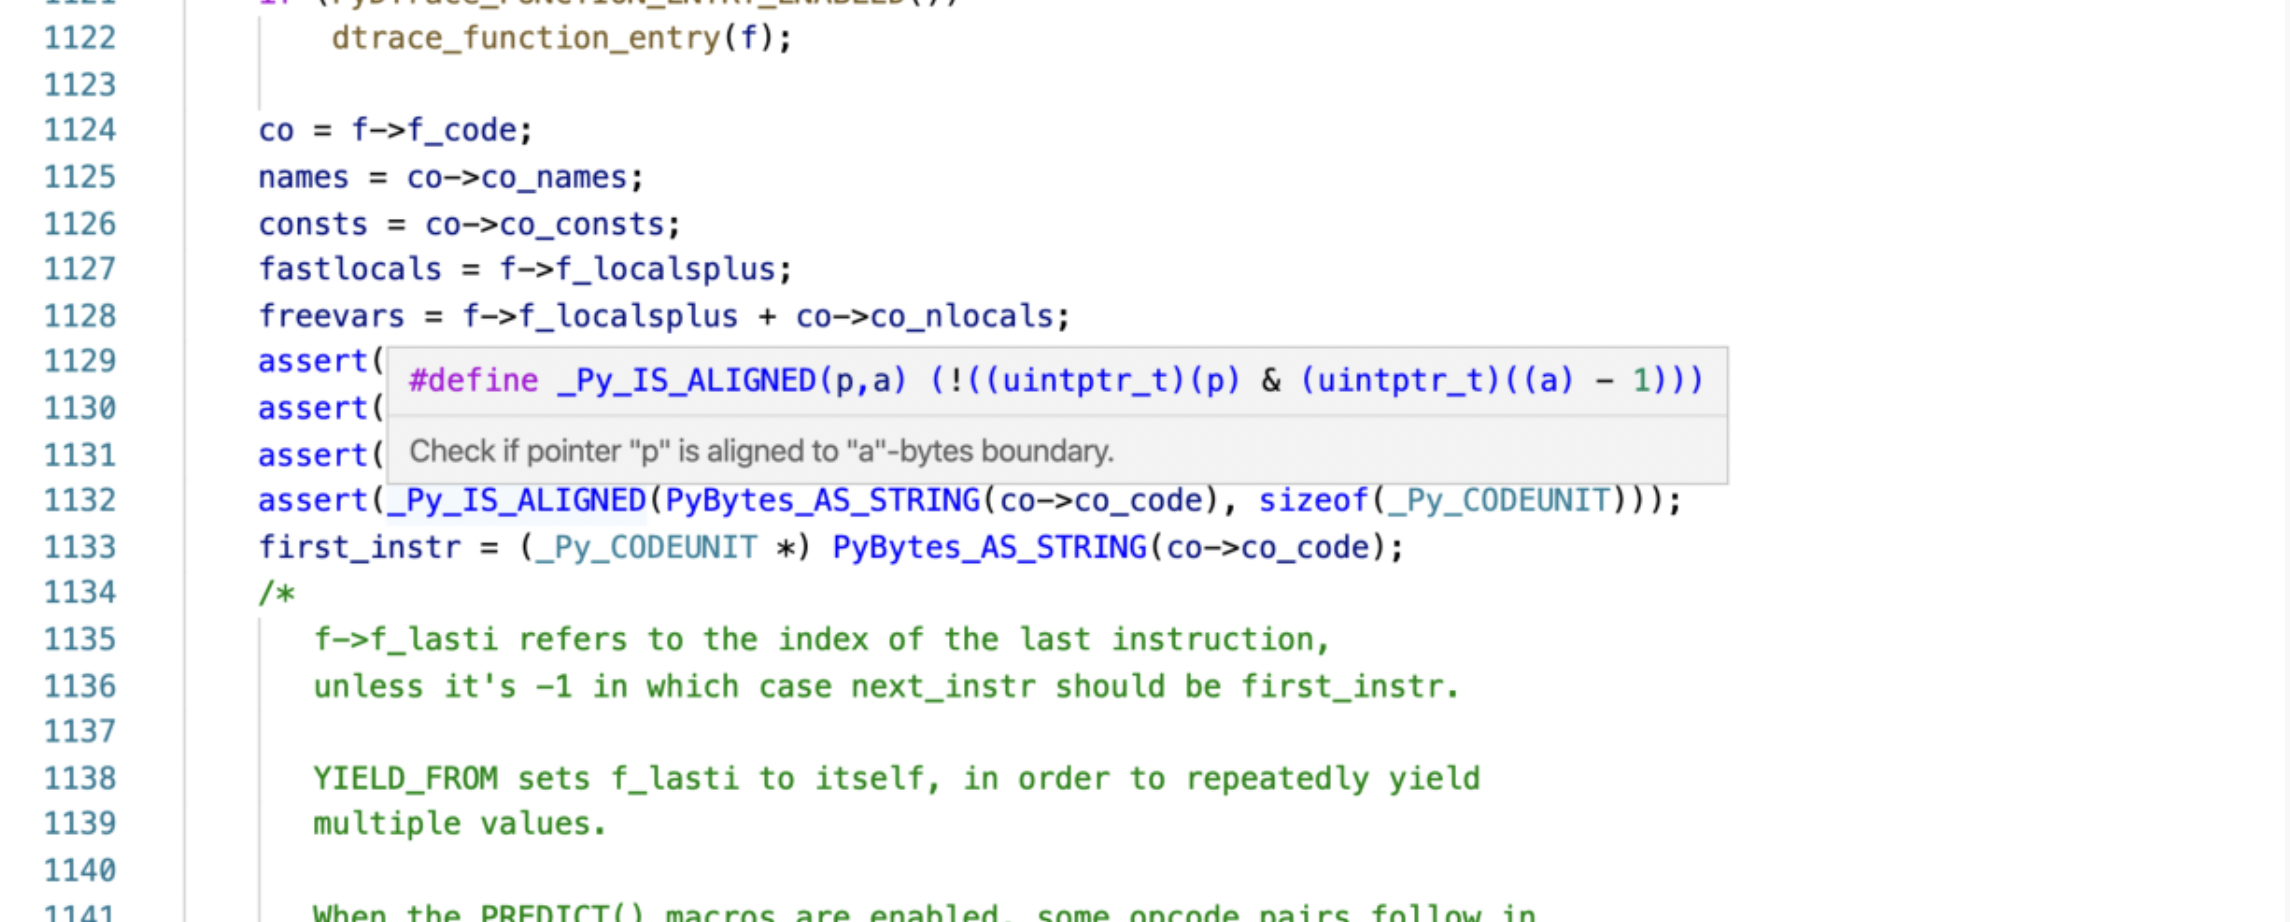 1121 if (PyDTrace_FUNCTION_ENTRY_ENABLED())
1122 dtrace_function_entry(f);
1123
1124 co = f->f_code;
1125 names = co->co_names;
1126 consts = co->co_consts;
1127 fastlocals = f->f_localsplus;
1128 freevars = f->f_localsplus + co->co_nlocals;
1129 assert(
#define _Py_IS_ALIGNED(p,a) (!((uintptr_t)(p) & (uintptr_t)((a) - 1)))
1130 assert(
1131 assert(
Check if pointer "p" is aligned to "a"-bytes boundary.
1132 assert(_Py_IS_ALIGNED(PyBytes_AS_STRING(co->co_code), sizeof(_Py_CODEUNIT)));
1133 first_instr = (_Py_CODEUNIT *) PyBytes_AS_STRING(co->co_code);
1134 /*
1135 f->f_lasti refers to the index of the last instruction,
1136 unless it's -1 in which case next_instr should be first_instr.
1137
1138 YIELD_FROM sets f_lasti to itself, in order to repeatedly yield
1139 multiple values.
1140
1141 When the PREDICT() macros are enabled, some opcode pairs follow in